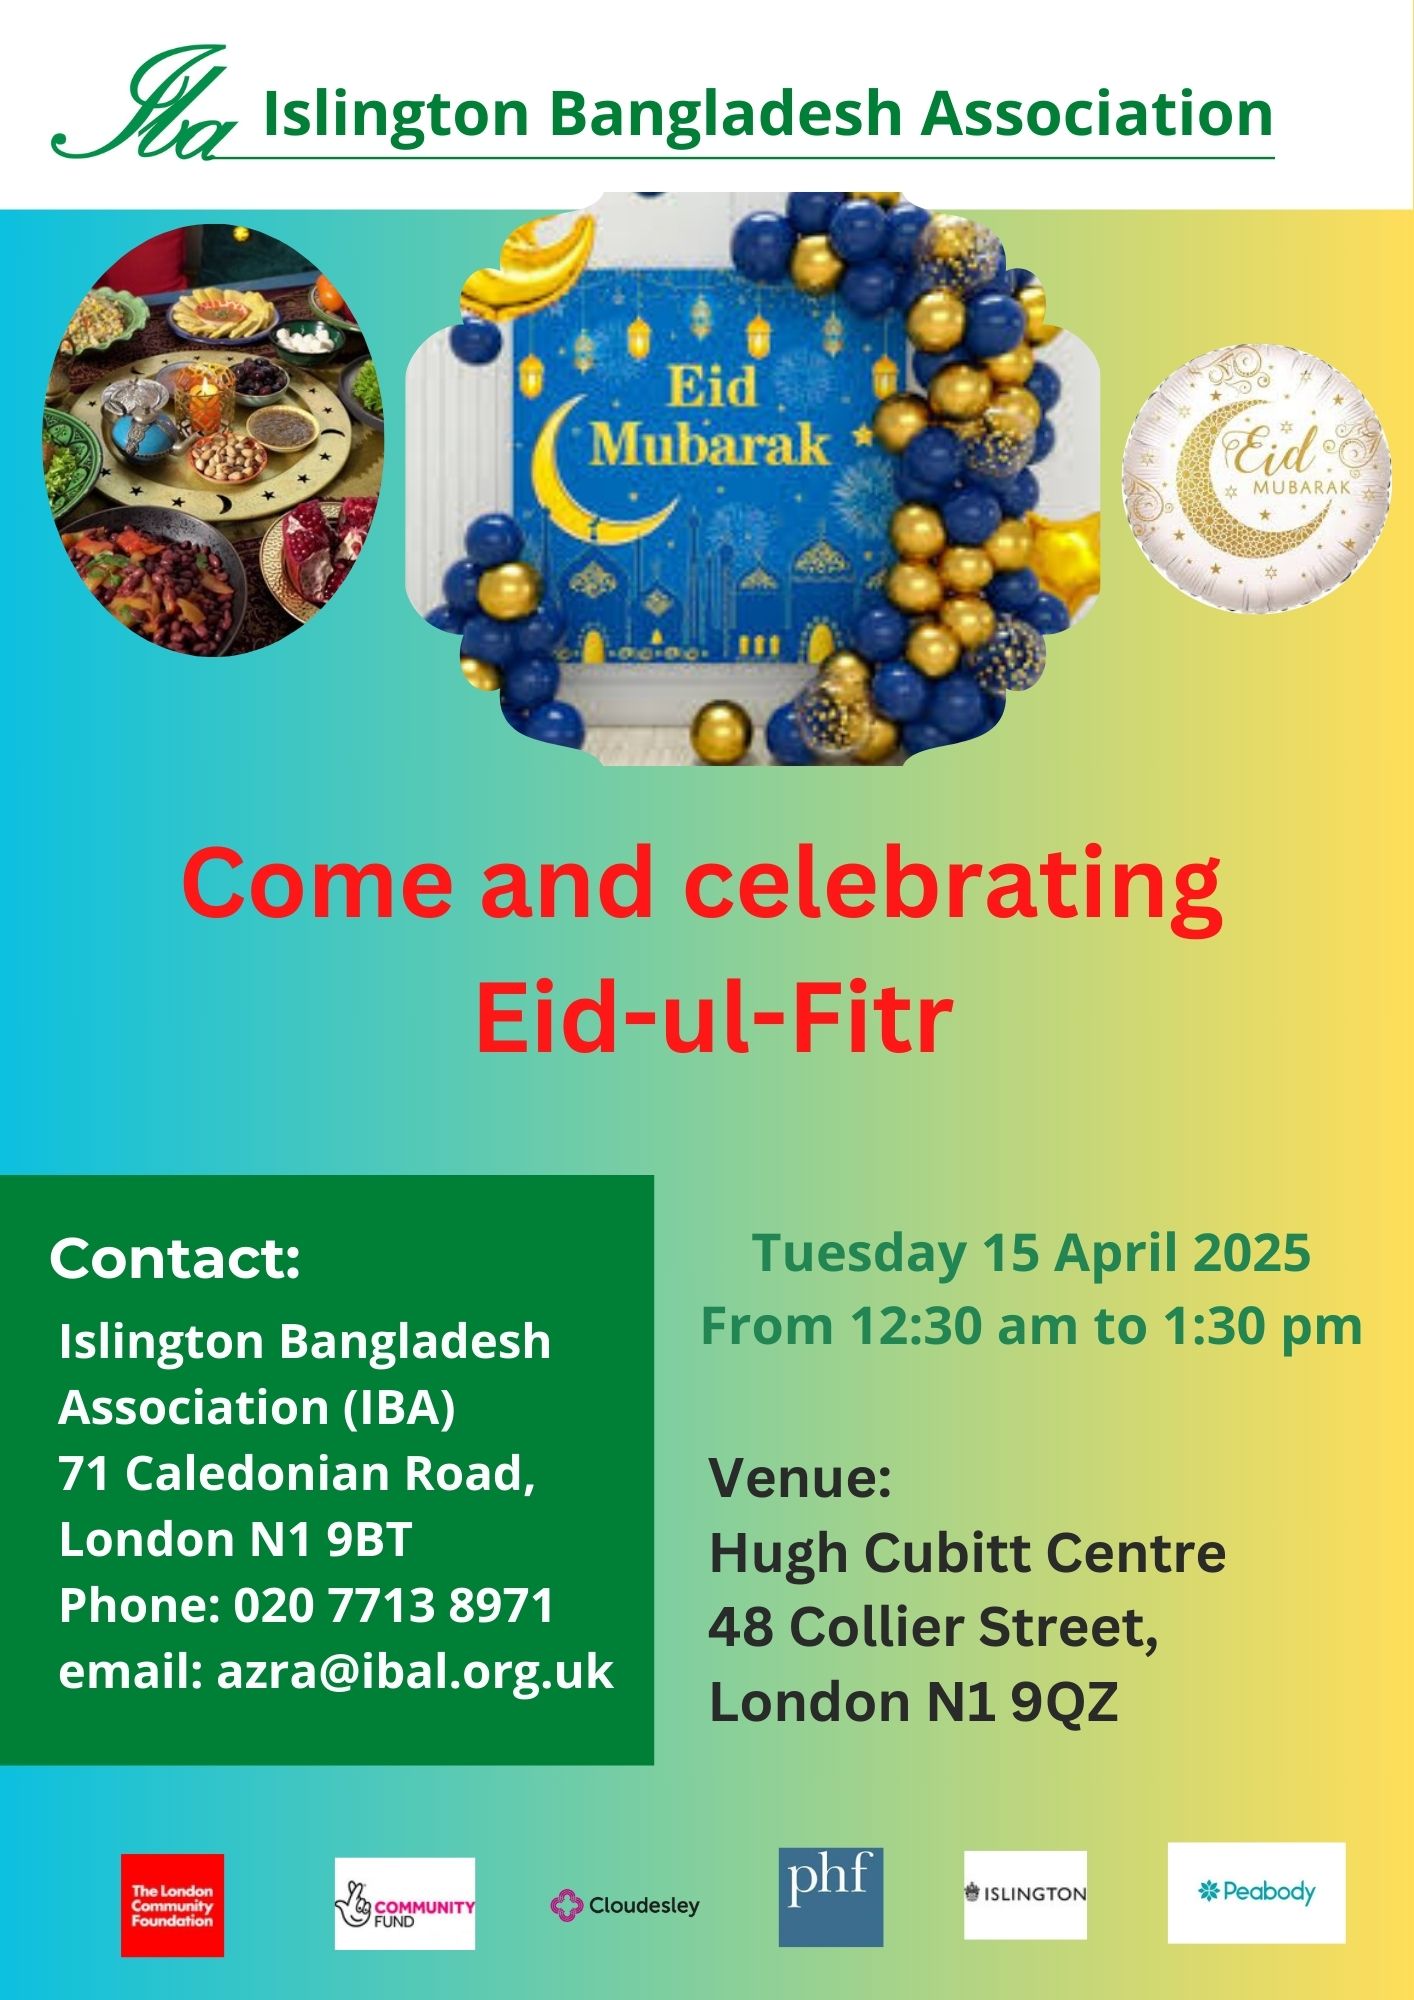 Iba Islington Bangladesh Association
Eid
Mubarak
Eid
MUBARAK
Come and celebrating
Eid-ul-Fitr
Contact:
Islington Bangladesh
Association (IBA)
71 Caledonian Road,
London N1 9BT
Phone: 020 7713 8971
email: azra@ibal.org.uk
Tuesday 15 April 2025
From 12:30 am to 1:30 pm
Venue:
Hugh Cubitt Centre
48 Collier Street,
London N1 9QZ
The London
Community
Foundation
COMMUNITY
FUND
Cloudesley
phf
ISLINGTON
Peabody